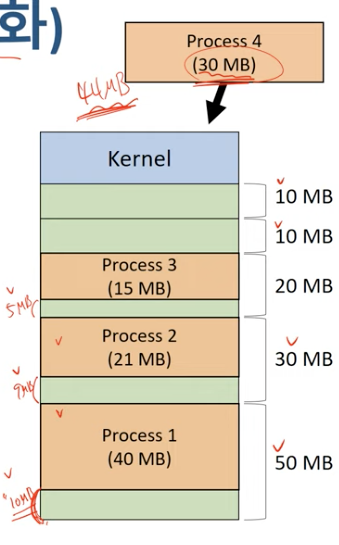 화)
Process 4
(30 MB)
44MB
Kernel
10 MB
10 MB
Process 3
(15 MB)
20 MB
5MB
Process 2
(21 MB)
30 MB
9MB
Process 1
(40 MB)
50 MB
10MB